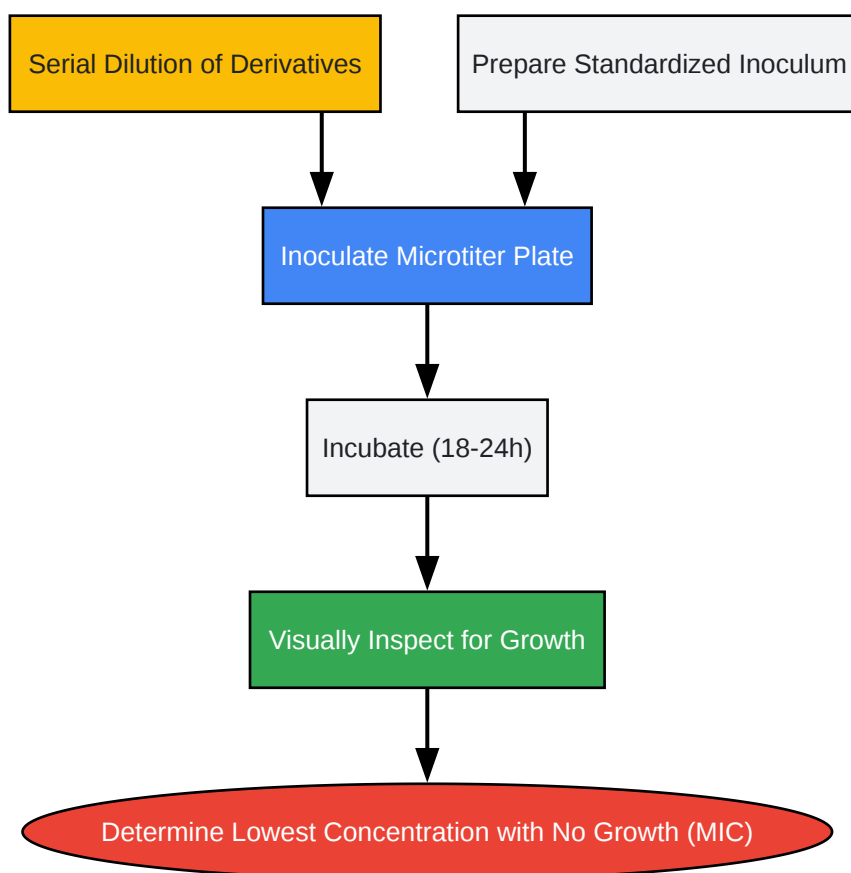 Serial Dilution of Derivatives
Prepare Standardized Inoculum
Inoculate Microtiter Plate
Incubate (18-24h)
Visually Inspect for Growth
Determine Lowest Concentration with No Growth (MIC)